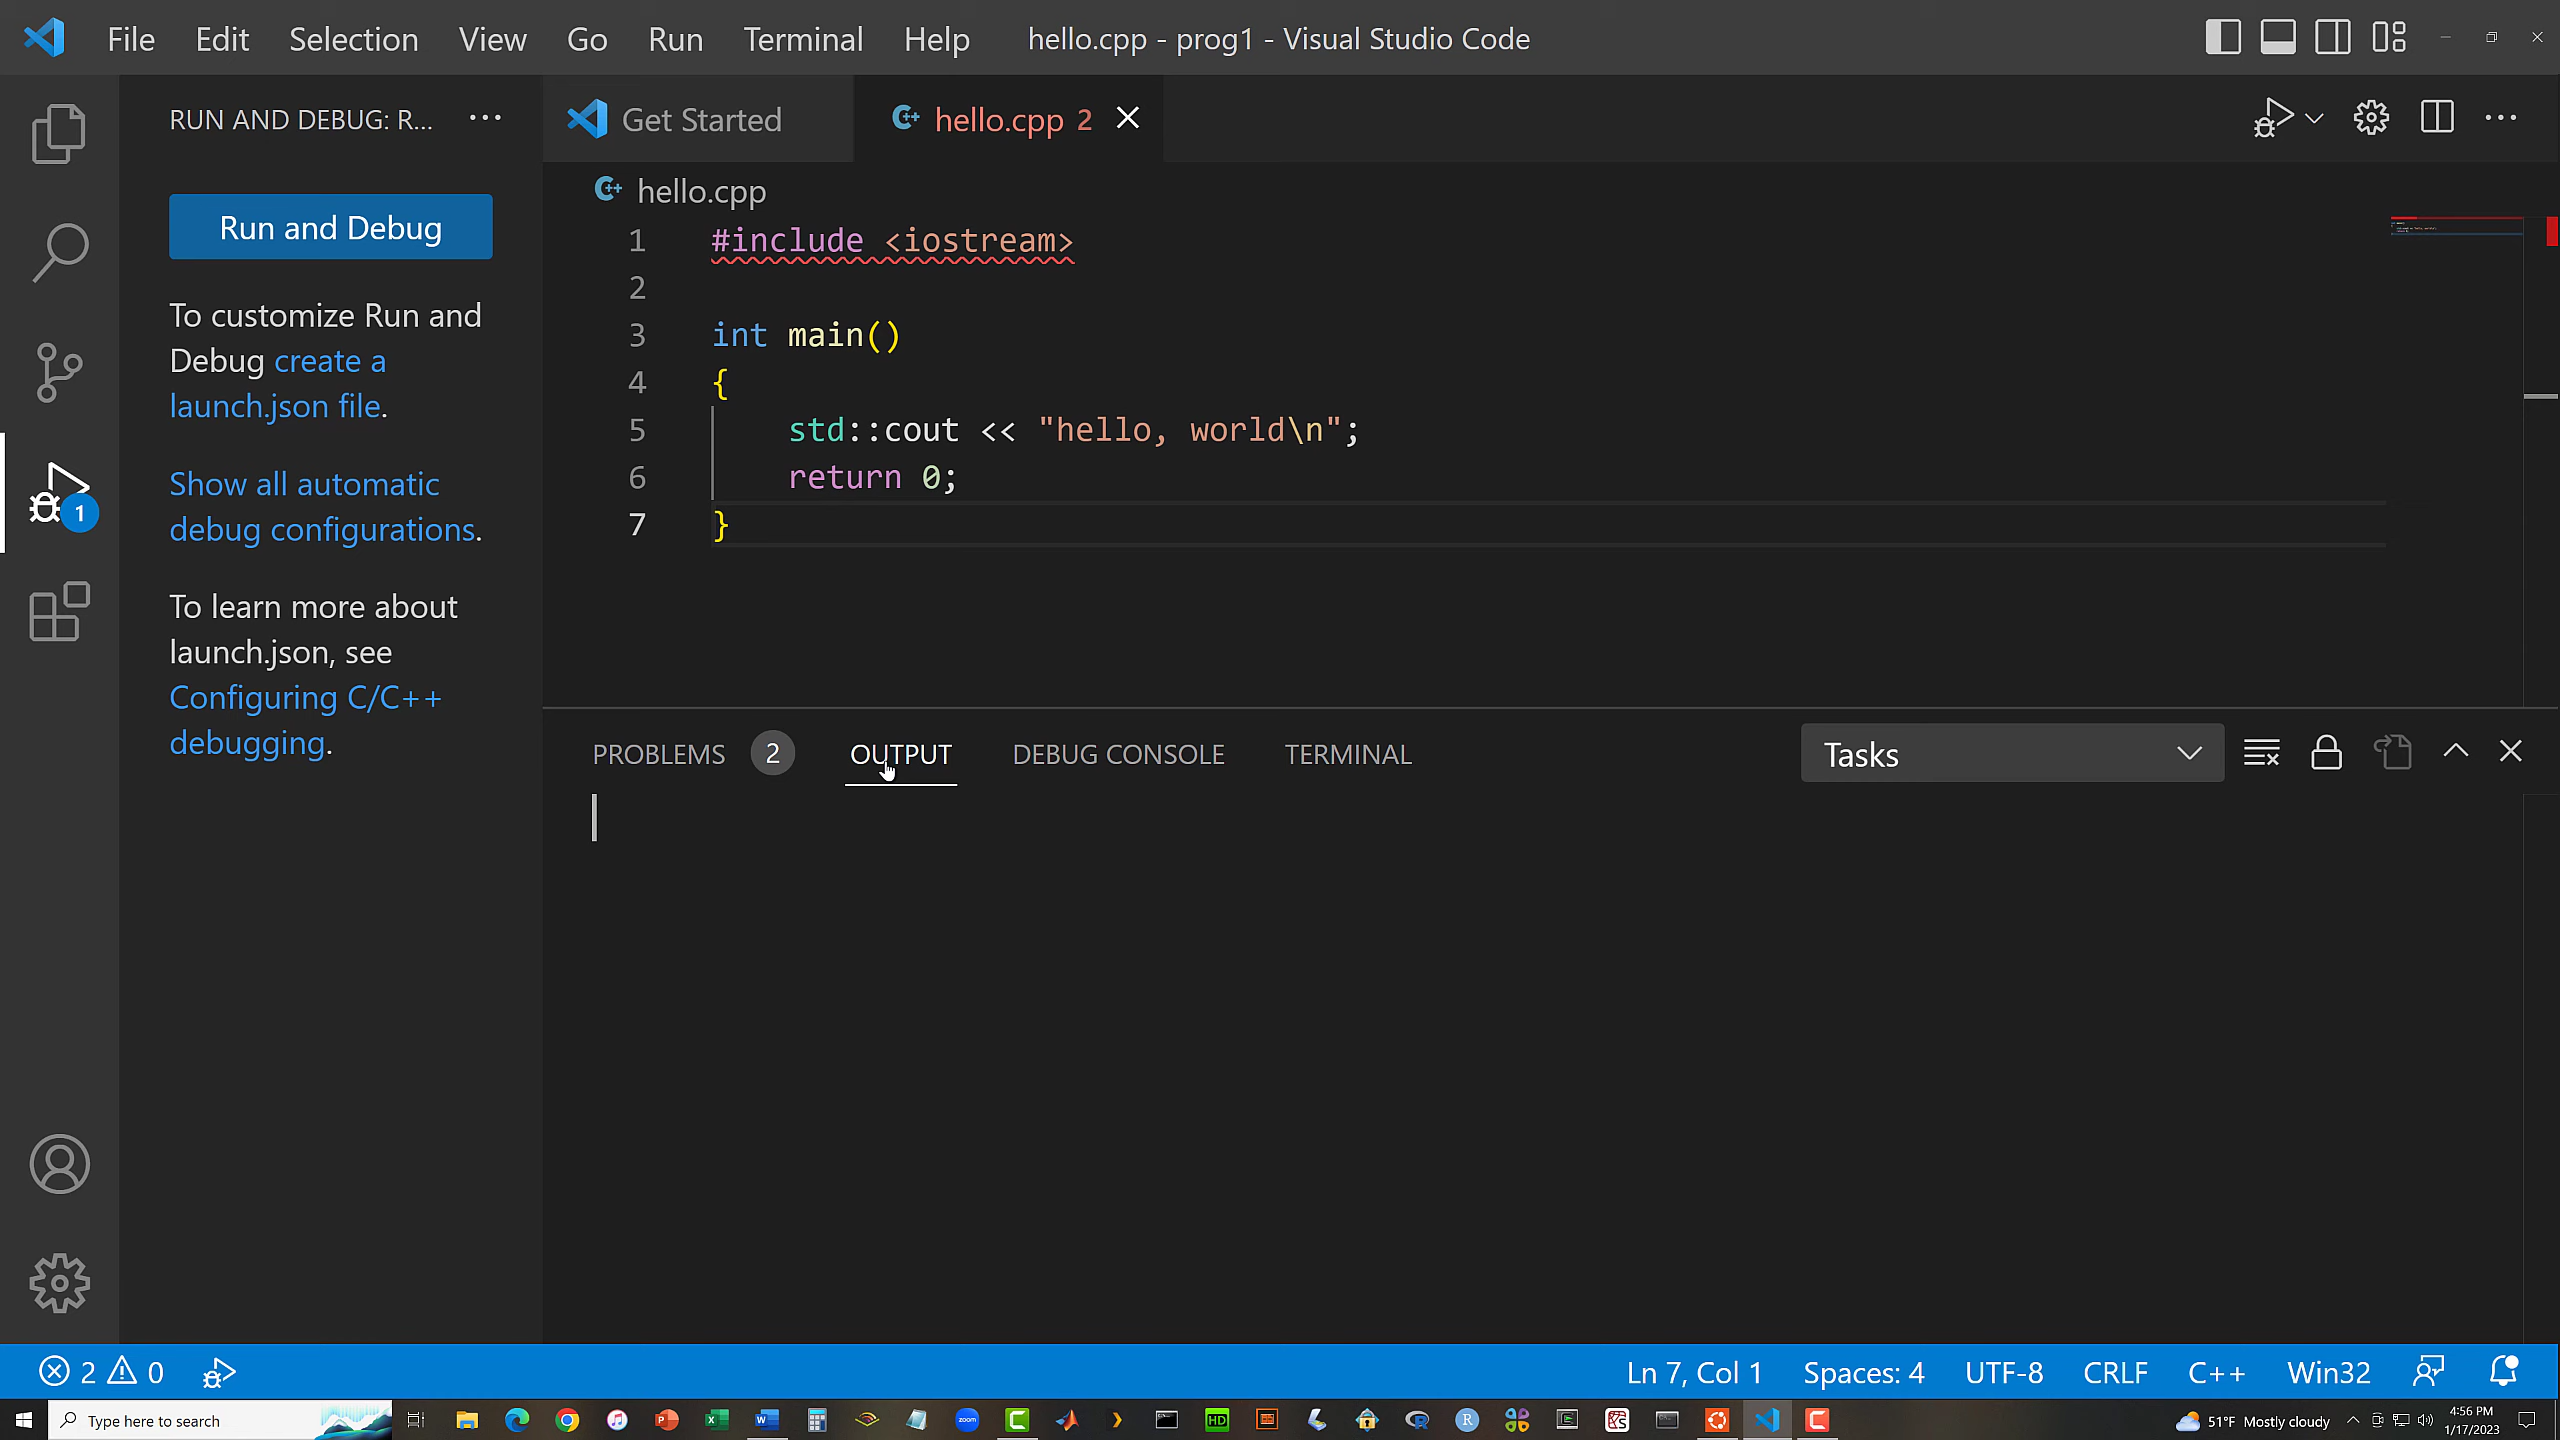 File Edit Selection View Go Run Terminal Help hello.cpp - prog1 - Visual Studio Code
RUN AND DEBUG: R...
Run and Debug
To customize Run and
Debug create a
launch.json file.
Show all automatic
debug configurations.
To learn more about
launch.json, see
Configuring C/C++
debugging.
1
Get Started
hello.cpp 2
hello.cpp
1 #include <iostream>
2
3 int main()
4 {
5 std::cout << "hello, world\n";
6 return 0;
7 }
PROBLEMS 2 OUTPUT DEBUG CONSOLE TERMINAL Tasks
2 0 Ln 7, Col 1 Spaces: 4 UTF-8 CRLF C++ Win32
Type here to search
51°F Mostly cloudy
4:56 PM
1/17/2023